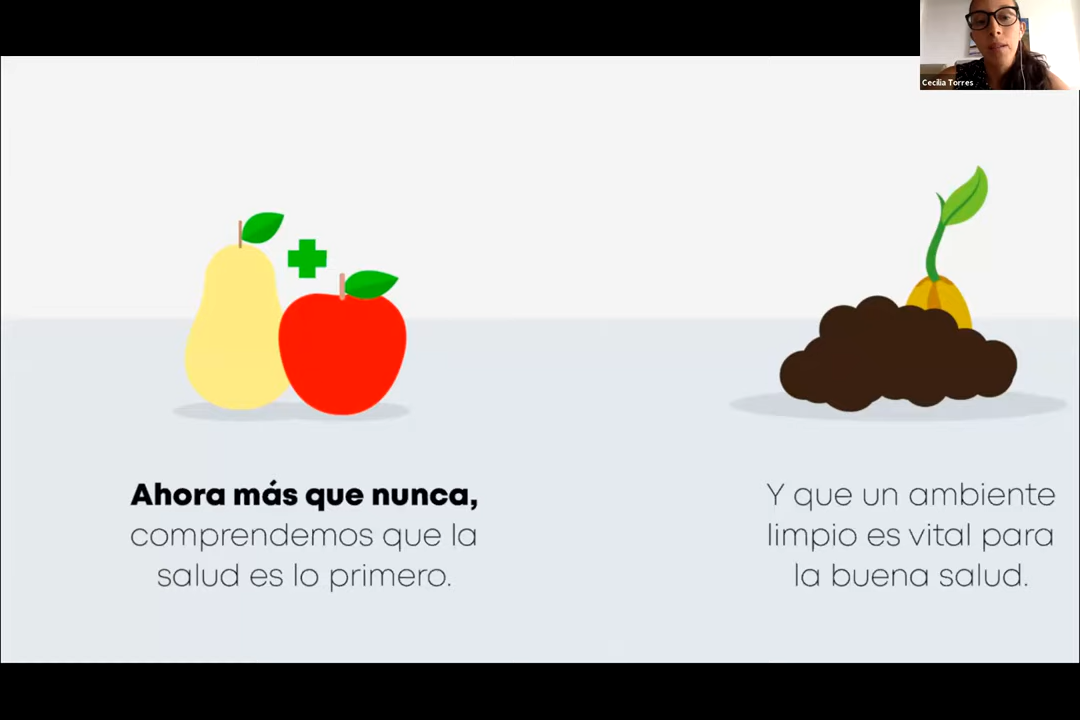 Cecilia Torres
Ahora más que nunca,
comprendemos que la
salud es lo primero.
Y que un ambiente
limpio es vital para
la buena salud.